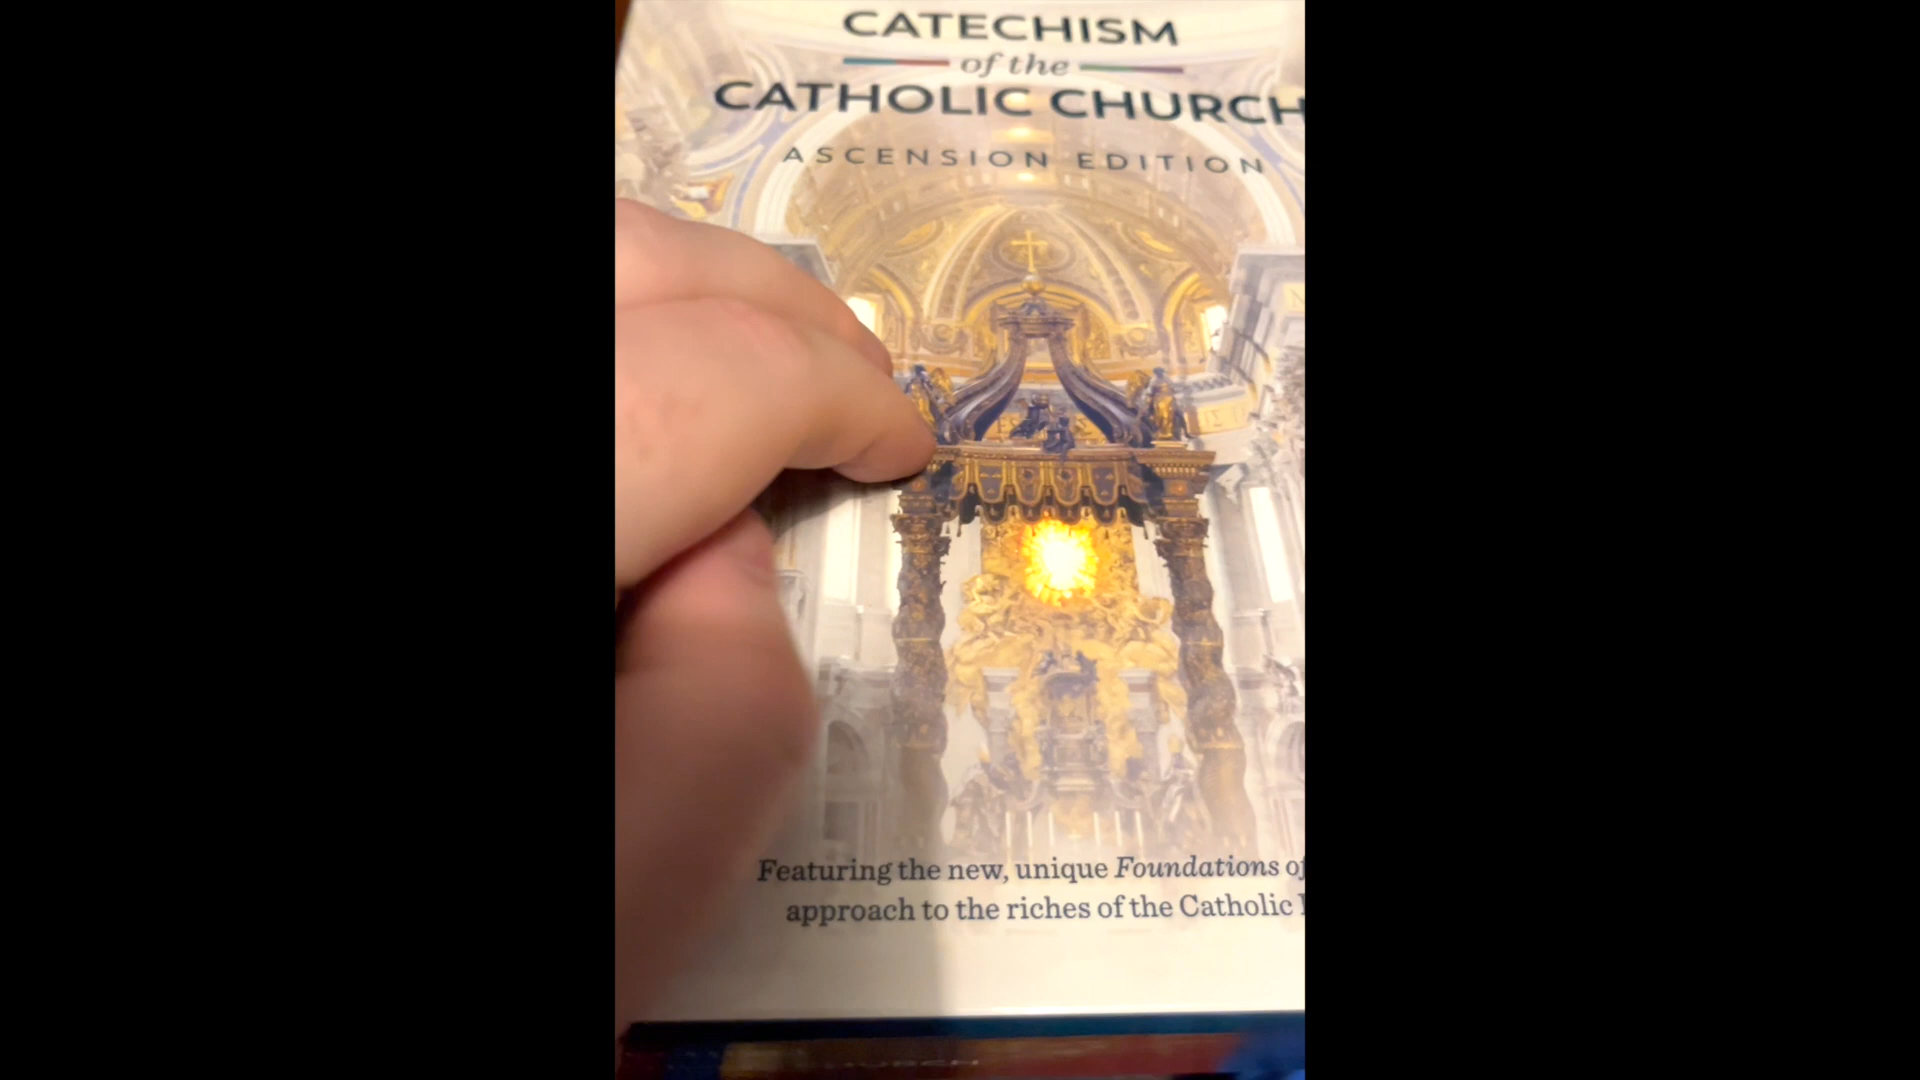 CATECHISM
of the
CATHOLIC CHURCH
ASCENSION EDITION
Featuring the new, unique Foundations of
approach to the riches of the Catholic